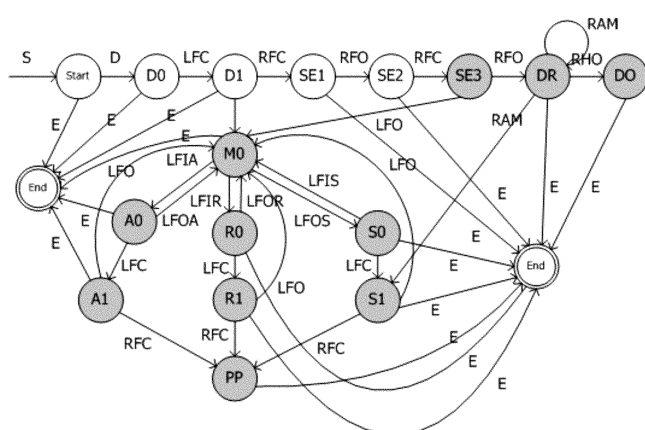 RAM
S D LFC RFC RFO RFC RFO RHO
Start D0 D1 SE1 SE2 SE3 DR DO
E E E E LFO RAM
LFO LFIA M0 LFO
End LFIS E E E
LFIR LFOR
E A0 LFOA R0 LFOS S0 E
E LFC LFC LFC E End
A1 R1 LFO S1 E
RFC RFC RFC E
PP E
E